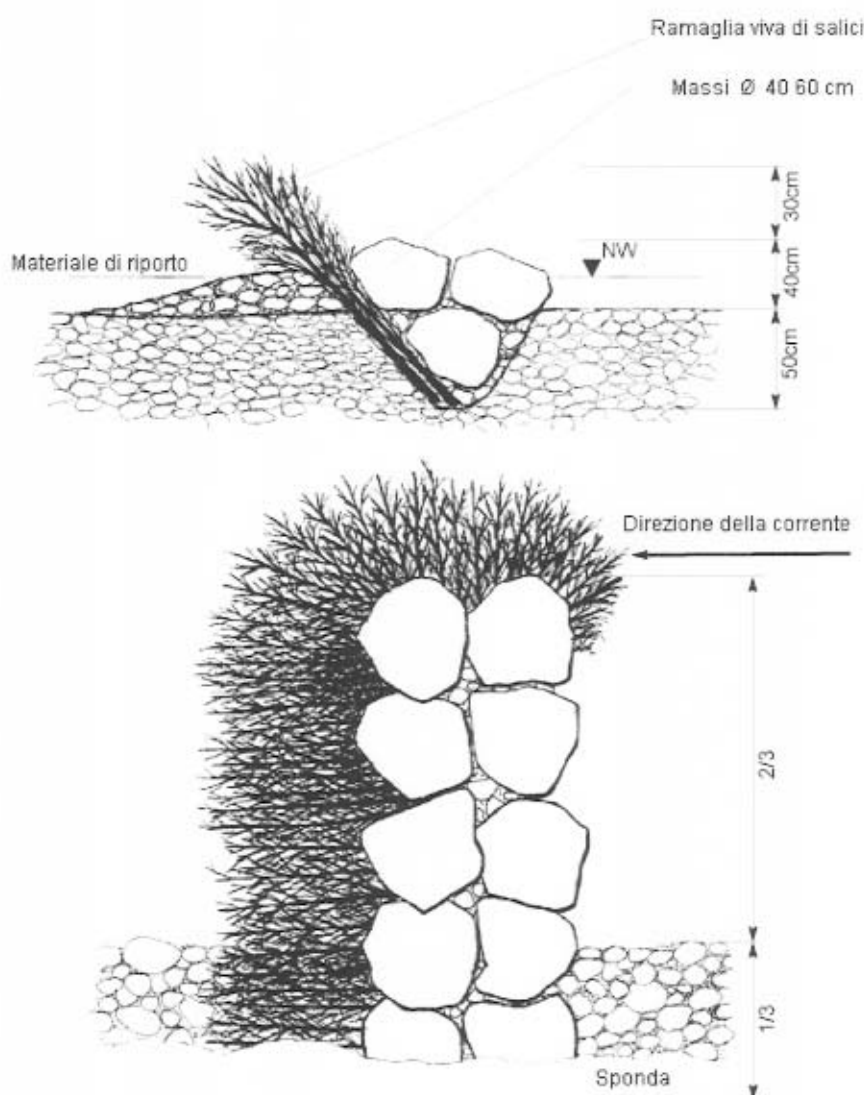 Ramaglia viva di salici
Massi Ø 40 60 cm
30cm
Materiale di riporto
NW
40cm
50cm
Direzione della corrente
2/3
1/3
Sponda